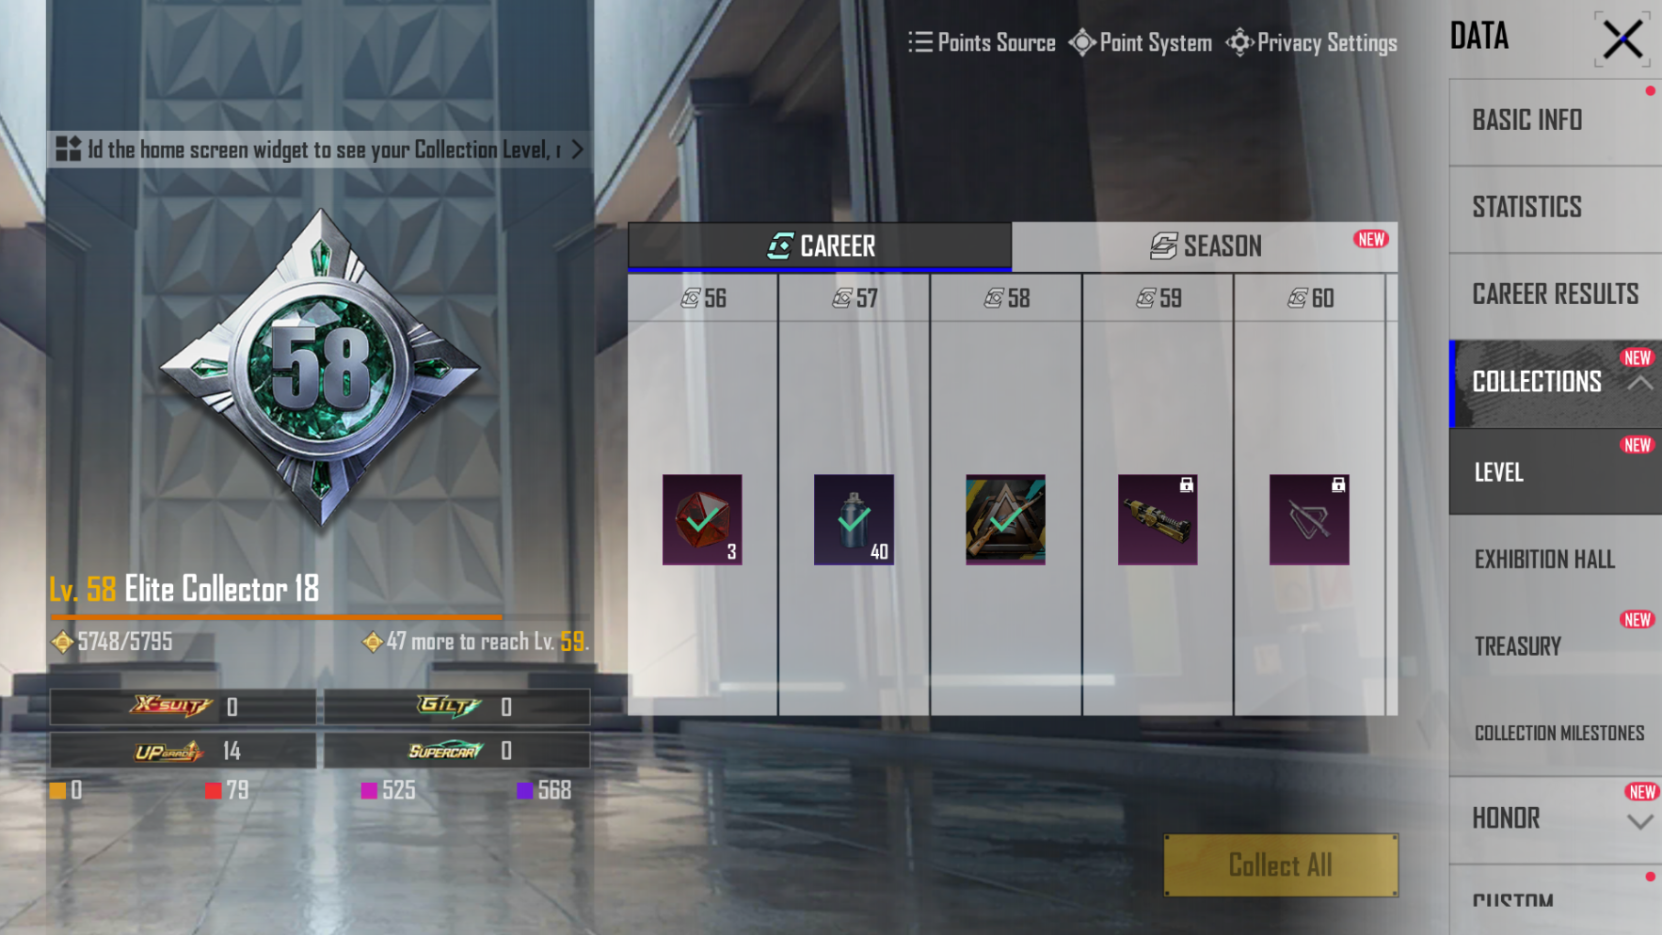 Points Source
Point System
Privacy Settings
DATA
ld the home screen widget to see your Collection Level, r
58
Lv. 58 Elite Collector 18
5748/5795
47 more to reach Lv. 59.
X-SUIT 0
GILT 0
UPGRADE 14
SUPERCAR 0
0
79
525
568
CAREER
SEASON
NEW
56
57
58
59
60
3
40
Collect All
BASIC INFO
STATISTICS
CAREER RESULTS
COLLECTIONS
NEW
LEVEL
NEW
EXHIBITION HALL
TREASURY
NEW
COLLECTION MILESTONES
HONOR
NEW
CUSTOM